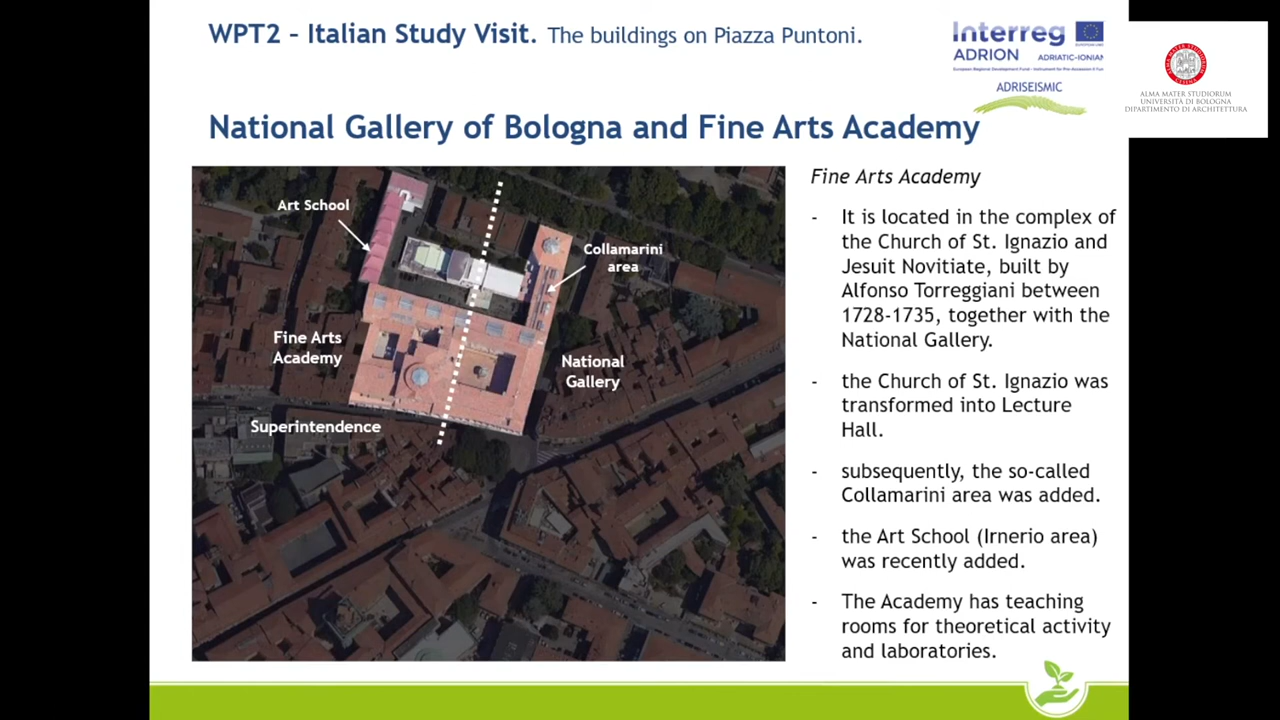 WPT2 – Italian Study Visit. The buildings on Piazza Puntoni.
Interreg
ADRION ADRIATIC-IONIAN
ADRISEISMIC
ALMA MATER STUDIORUM
UNIVERSITÀ DI BOLOGNA
DIPARTIMENTO DI ARCHITETTURA
National Gallery of Bologna and Fine Arts Academy
Art School
Collamarini
area
Fine Arts
Academy
National
Gallery
Superintendence
Fine Arts Academy
- It is located in the complex of
the Church of St. Ignazio and
Jesuit Novitiate, built by
Alfonso Torreggiani between
1728-1735, together with the
National Gallery.
- the Church of St. Ignazio was
transformed into Lecture
Hall.
- subsequently, the so-called
Collamarini area was added.
- the Art School (Irnerio area)
was recently added.
- The Academy has teaching
rooms for theoretical activity
and laboratories.